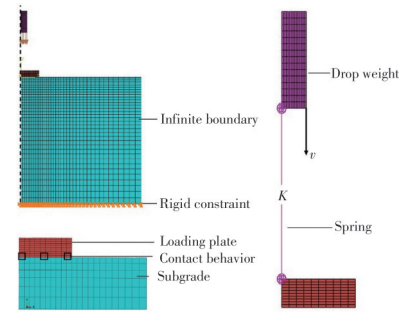 Drop weight
Infinite boundary
v
K
Rigid constraint
Spring
Loading plate
Contact behavior
Subgrade